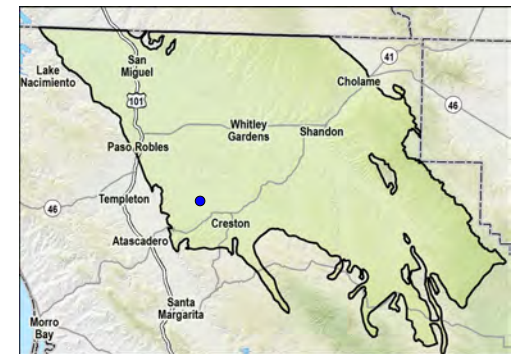 San
Miguel
Lake
Nacimiento
41
Cholame
101
46
Whitley
Gardens
Shandon
Paso Robles
Templeton
46
Creston
Atascadero
Santa
Margarita
Morro
Bay